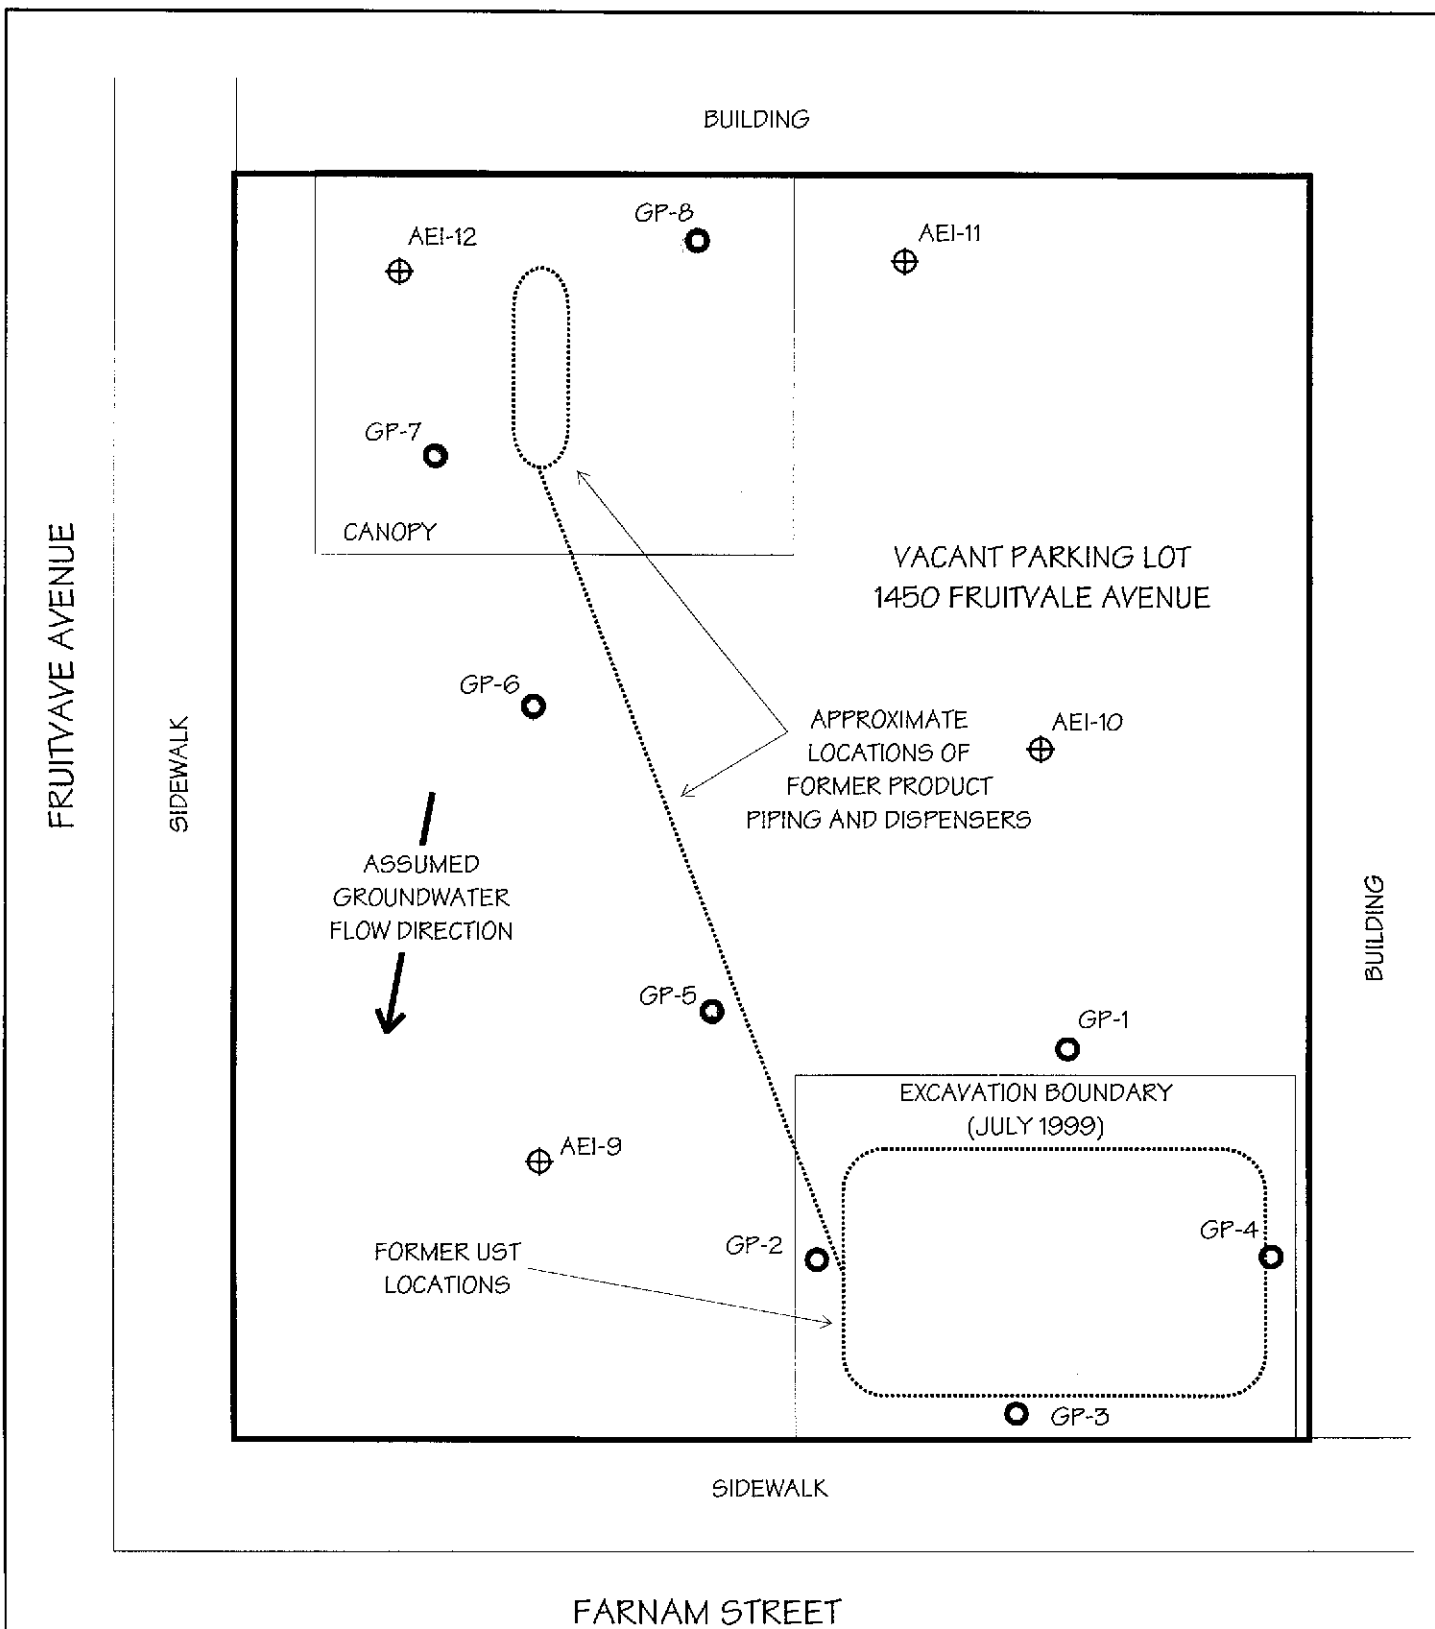 BUILDING
GP-8
AEI-12
AEI-11
GP-7
CANOPY
VACANT PARKING LOT
1450 FRUITVALE AVENUE
FRUITVAVE AVENUE
SIDEWALK
GP-6
APPROXIMATE
LOCATIONS OF
FORMER PRODUCT
PIPING AND DISPENSERS
AEI-10
ASSUMED
GROUNDWATER
FLOW DIRECTION
BUILDING
GP-5
GP-1
EXCAVATION BOUNDARY
(JULY 1999)
AEI-9
FORMER UST
LOCATIONS
GP-2
GP-4
GP-3
SIDEWALK
FARNAM STREET